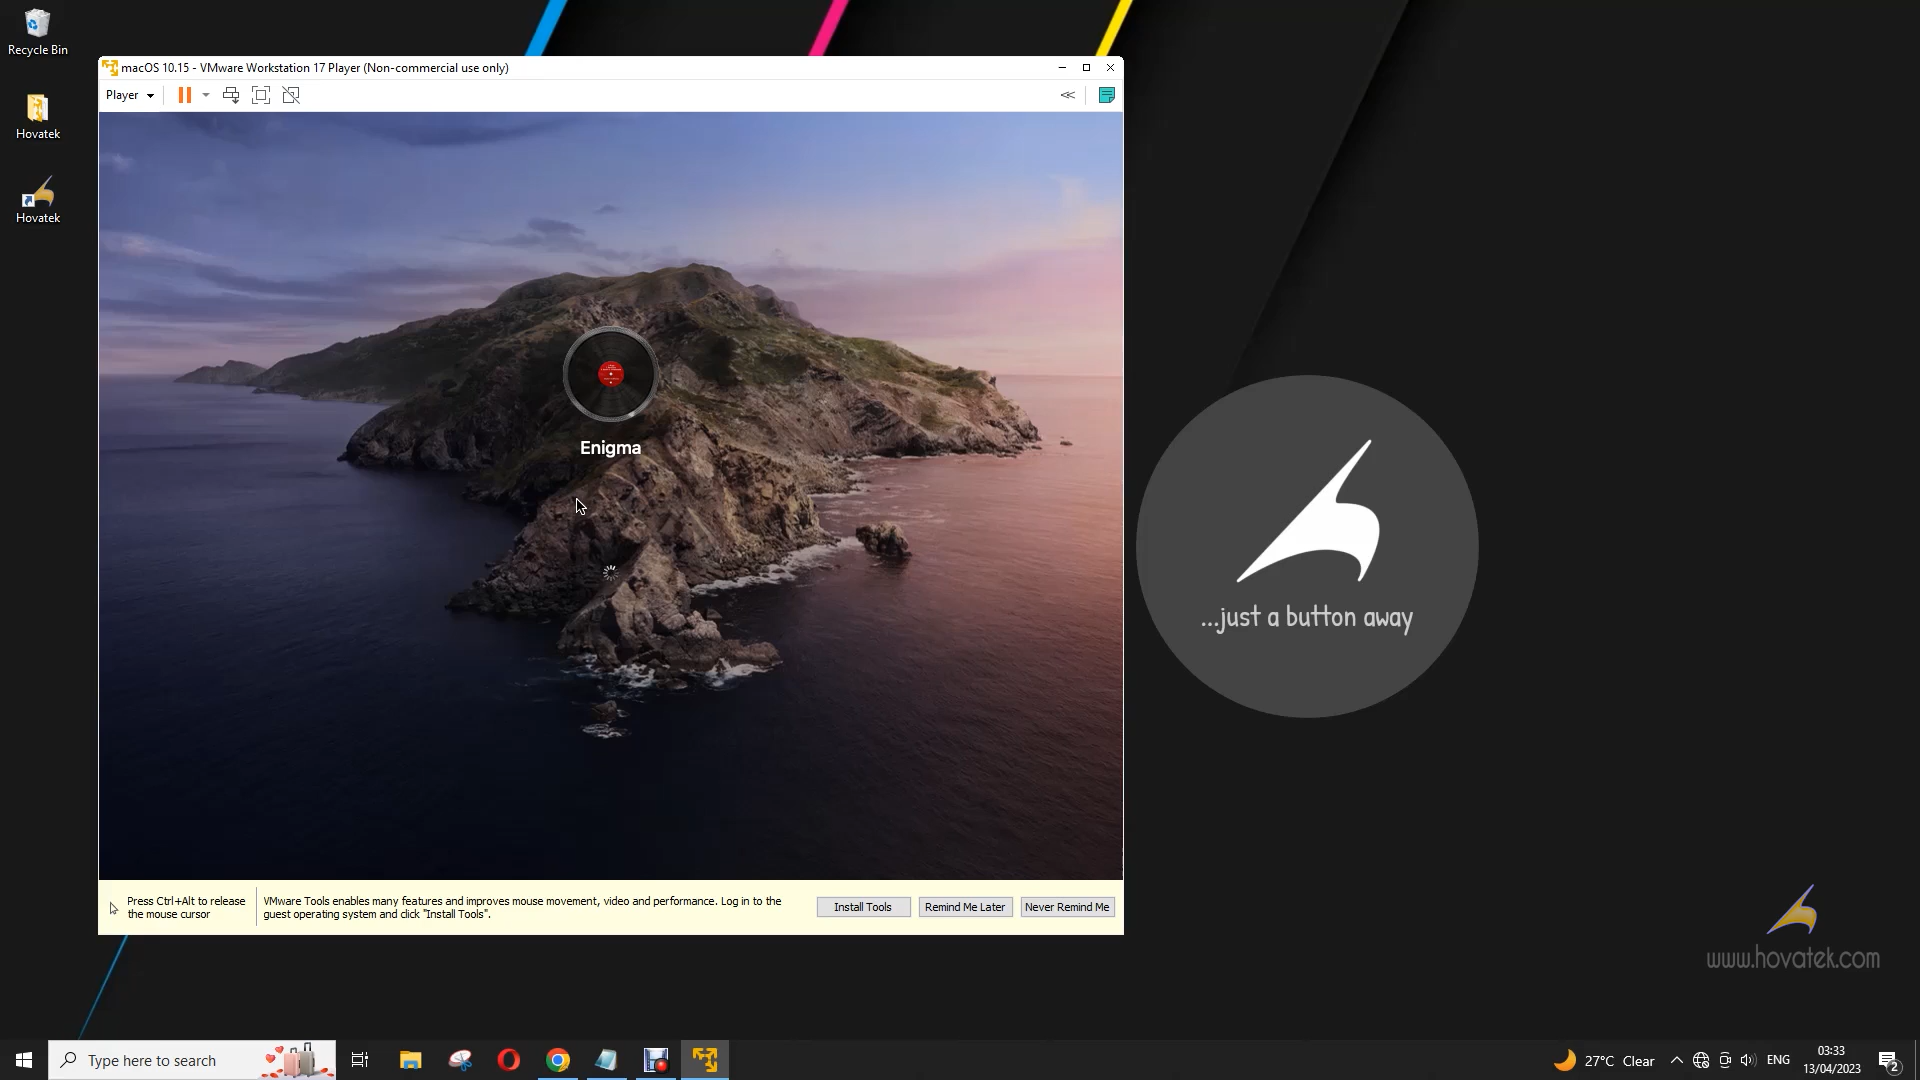 Recycle Bin
Hovatek
Hovatek
macOS 10.15 - VMware Workstation 17 Player (Non-commercial use only)
Player
Enigma
Press Ctrl+Alt to release
the mouse cursor
VMware Tools enables many features and improves mouse movement, video and performance. Log in to the
guest operating system and click "Install Tools".
Install Tools
Remind Me Later
Never Remind Me
...just a button away
www.hovatek.com
Type here to search
27°C Clear
ENG
03:33
13/04/2023
2